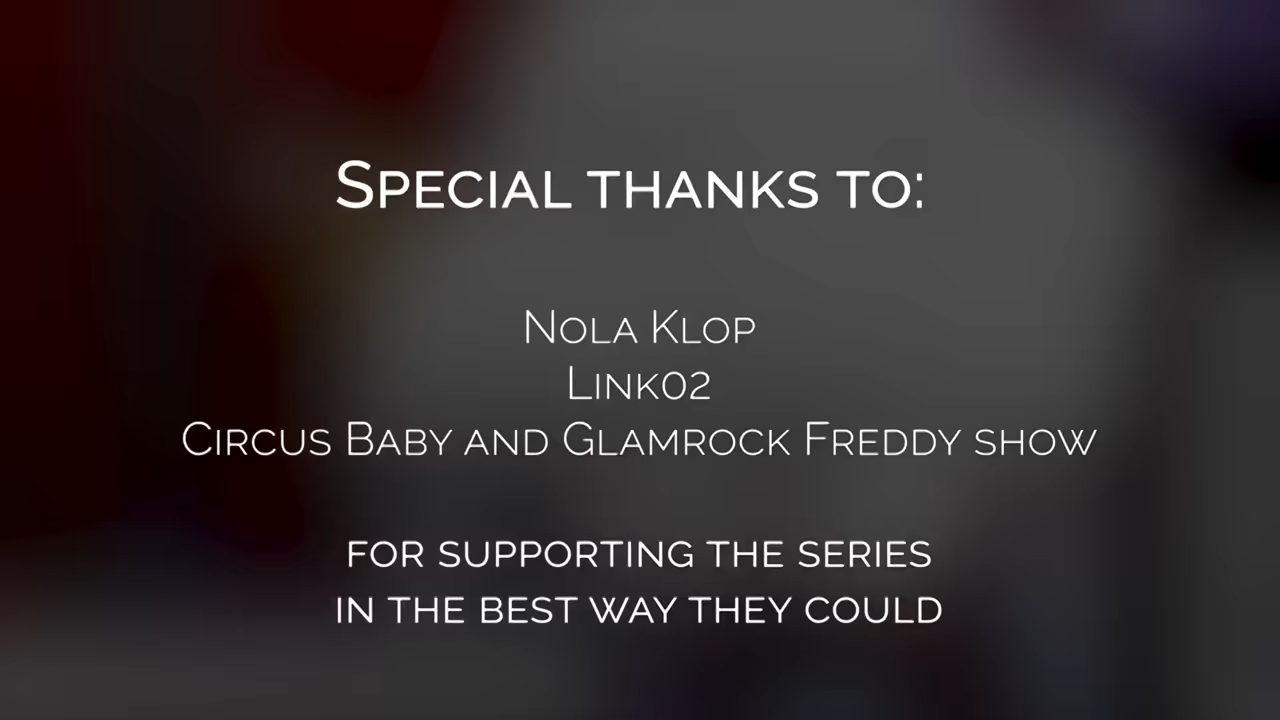 Special thanks to:
Nola Klop
Link02
Circus Baby and Glamrock Freddy show
for supporting the series
in the best way they could